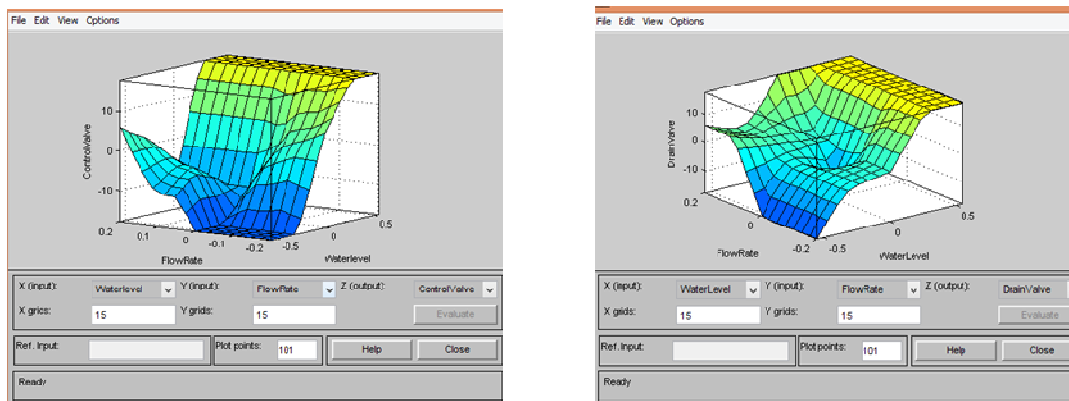 File Edit View Options
ControlValve
10
0
-10
0.2
0.1
0
-0.1
-0.2
-0.5
0
0.5
FlowRate
Waterlevel
X (input): Waterlevel Y (input): FlowRate Z (output): ControlValve
X grids: 15 Y grids: 15 Evaluate
Ref. Input: Plot points: 101 Help Close
Ready
File Edit View Options
DrainValve
10
0
-10
0.2
0
-0.2
-0.5
0
0.5
FlowRate
WaterLevel
X (input): WaterLevel Y (input): FlowRate Z (output): DrainValve
X grids: 15 Y grids: 15 Evaluate
Ref. Input: Plot points: 101 Help Close
Ready